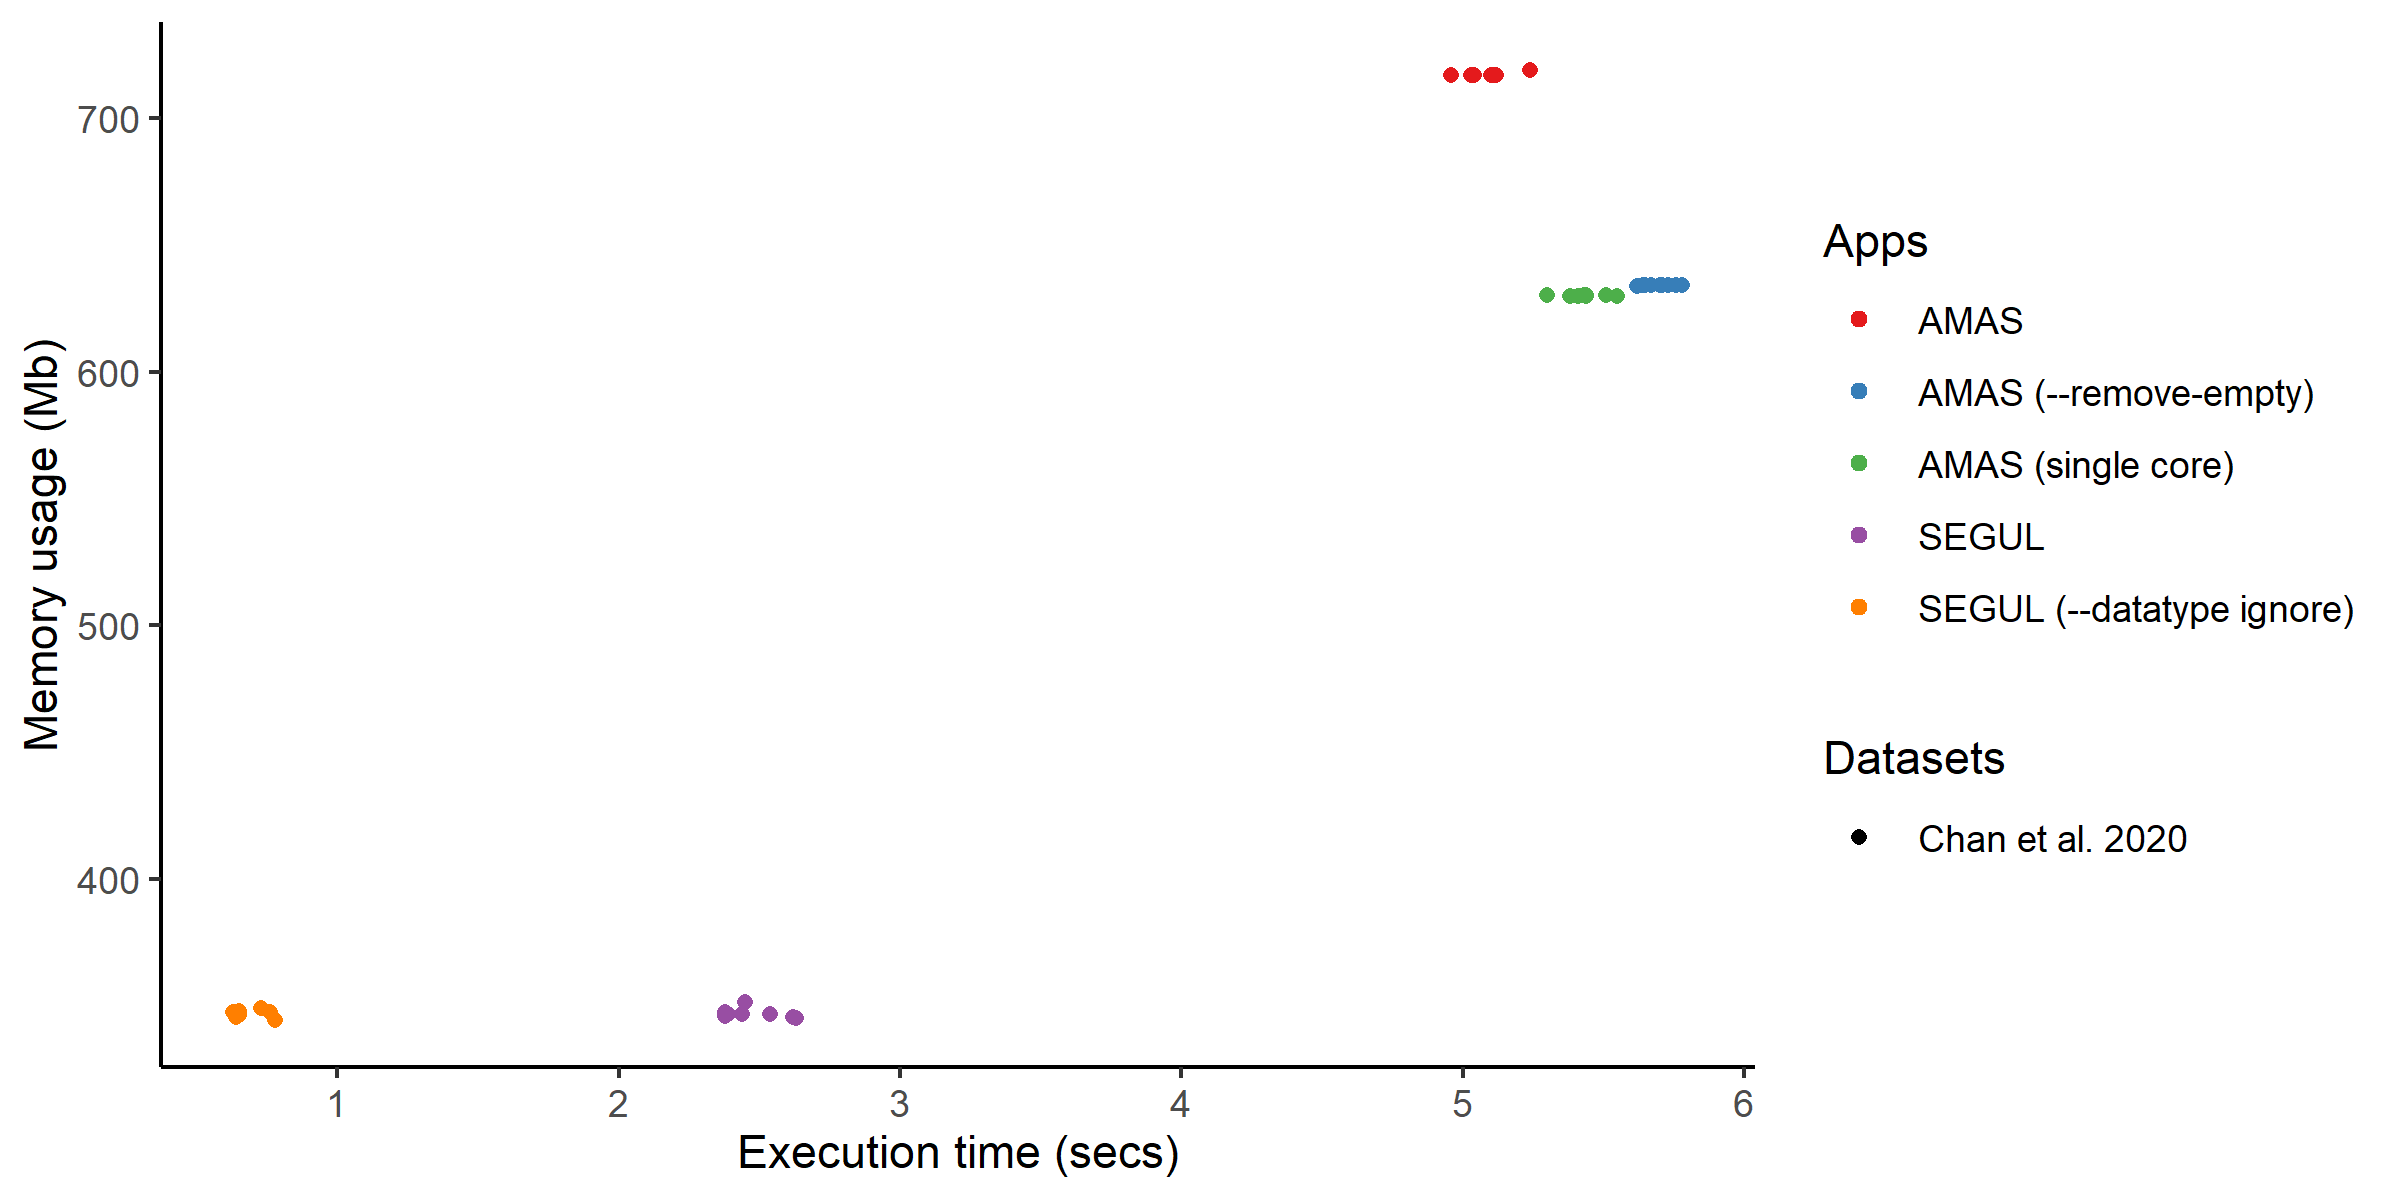 Memory usage (Mb)
700
600
500
400
1 2 3 4 5 6
Execution time (secs)
Apps
AMAS
AMAS (--remove-empty)
AMAS (single core)
SEGUL
SEGUL (--datatype ignore)
Datasets
Chan et al. 2020